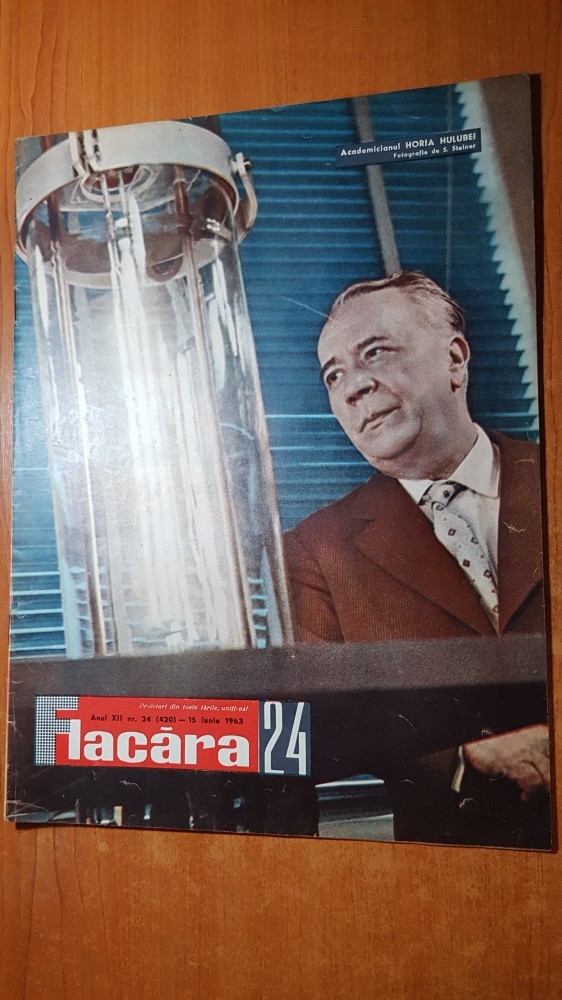 Academicianul HORIA HULUBEI
Fotografie de S. Steiner
Proletari din toate țările, uniți-vă!
Anul XII nr. 24 (420) — 15 iunie 1963
Flacăra 24